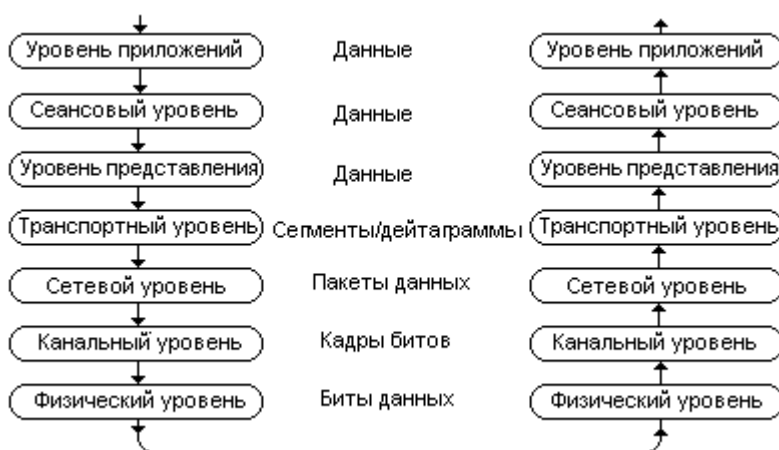 Уровень приложений Данные Уровень приложений
Сеансовый уровень Данные Сеансовый уровень
Уровень представления Данные Уровень представления
Транспортный уровень Сегменты/дейтаграммы Транспортный уровень
Сетевой уровень Пакеты данных Сетевой уровень
Канальный уровень Кадры битов Канальный уровень
Физический уровень Биты данных Физический уровень